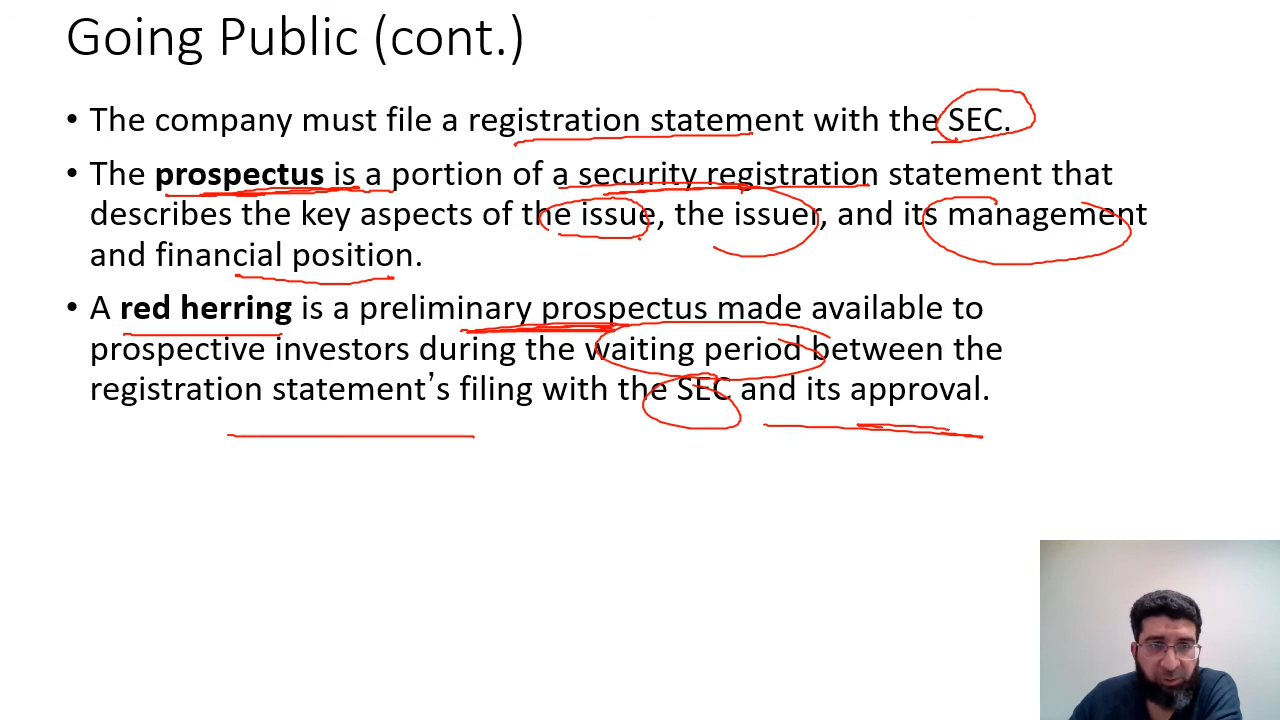 Going Public (cont.)
• The company must file a registration statement with the SEC.
• The prospectus is a portion of a security registration statement that
describes the key aspects of the issue, the issuer, and its management
and financial position.
• A red herring is a preliminary prospectus made available to
prospective investors during the waiting period between the
registration statement’s filing with the SEC and its approval.